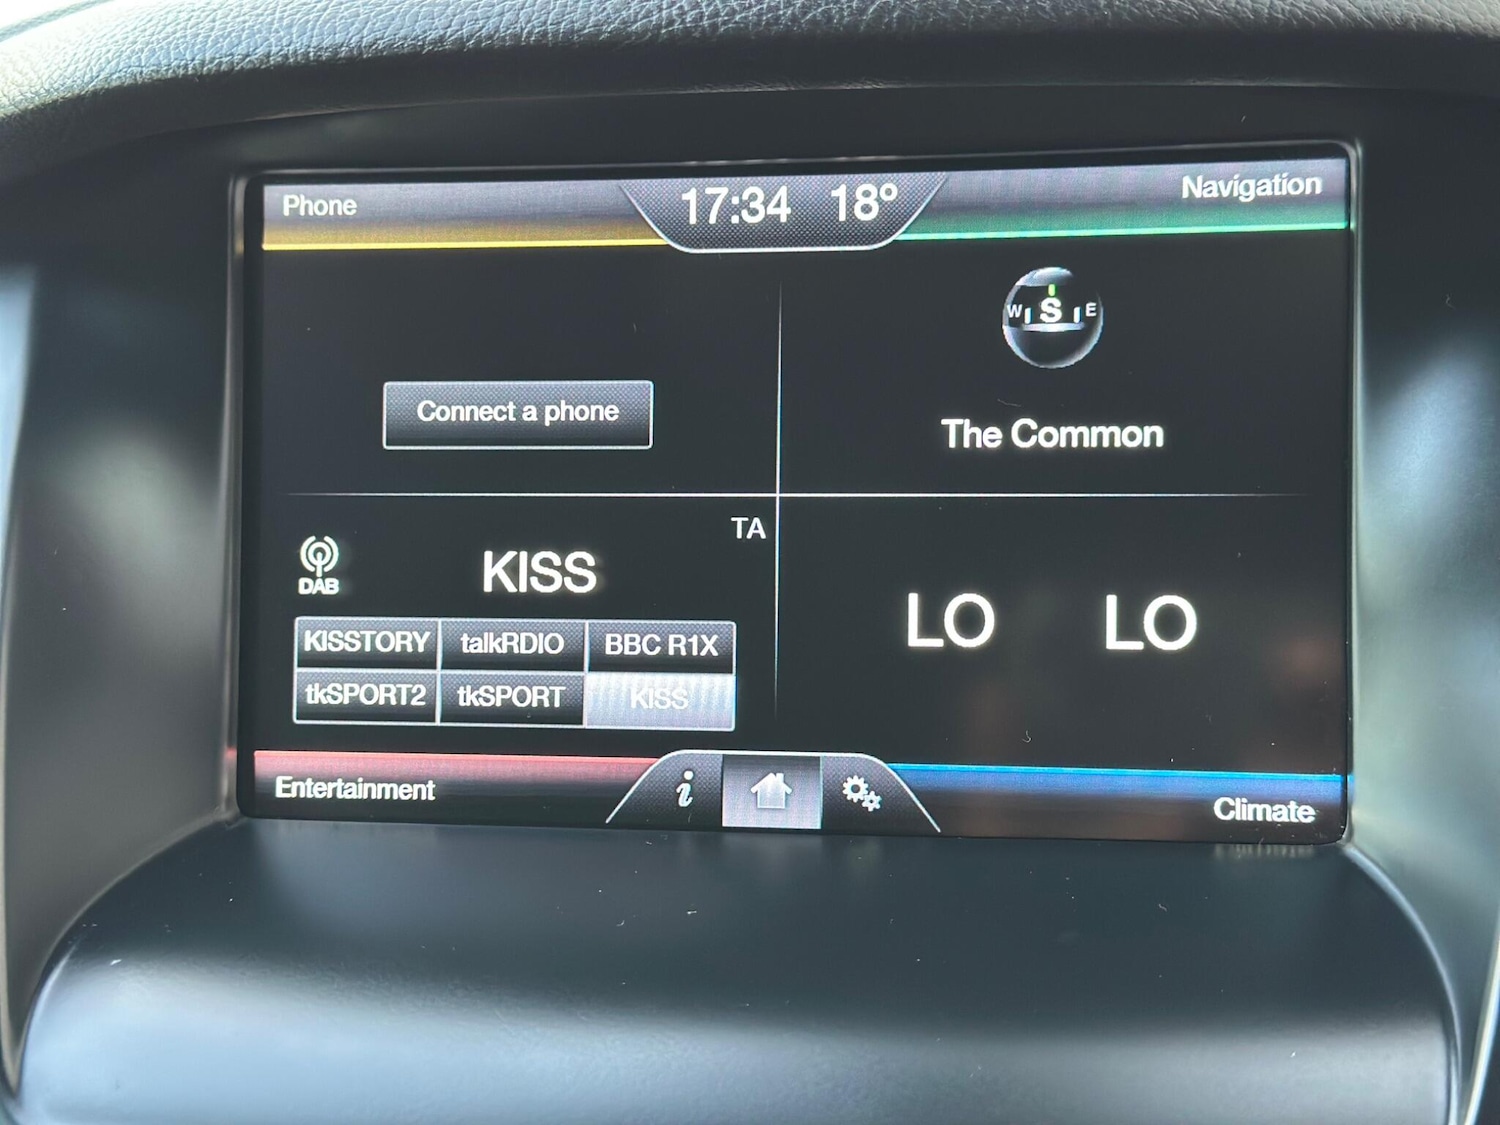 Phone
17:34 18°
Navigation
W S E
Connect a phone
The Common
TA
DAB
KISS
KISSTORY talkRDIO BBC R1X
tkSPORT2 tkSPORT KISS
LO LO
Entertainment
i
Climate